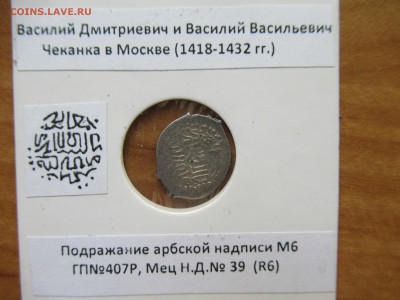 COINS.LAVE.RU
Василий Дмитриевич и Василий Васильевич
Чеканка в Москве (1418-1432 гг.)
Подражание арбской надписи М6
ГП№407Р, Мец Н.Д.№ 39 (R6)